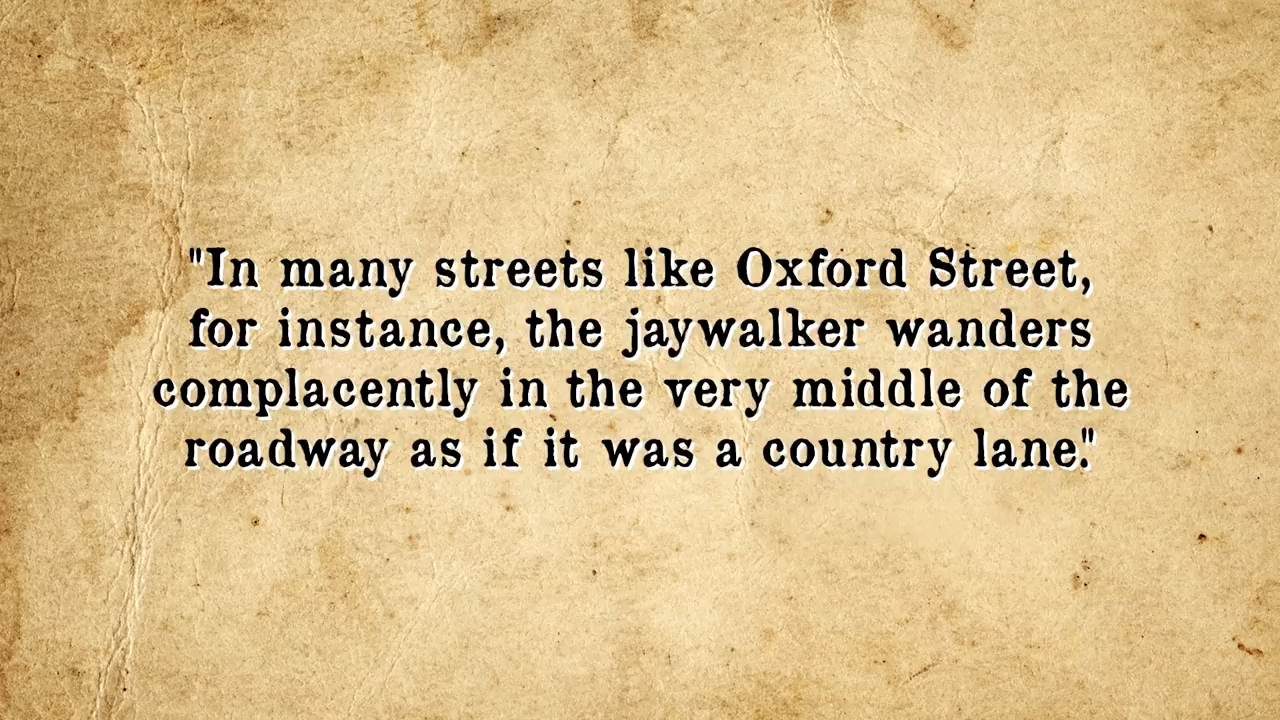 "In many streets like Oxford Street,
for instance, the jaywalker wanders
complacently in the very middle of the
roadway as if it was a country lane."